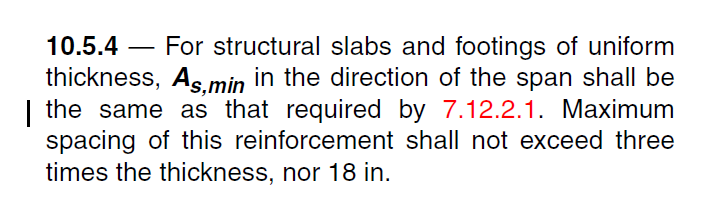 10.5.4 — For structural slabs and footings of uniform
thickness, As,min in the direction of the span shall be
the same as that required by 7.12.2.1. Maximum
spacing of this reinforcement shall not exceed three
times the thickness, nor 18 in.